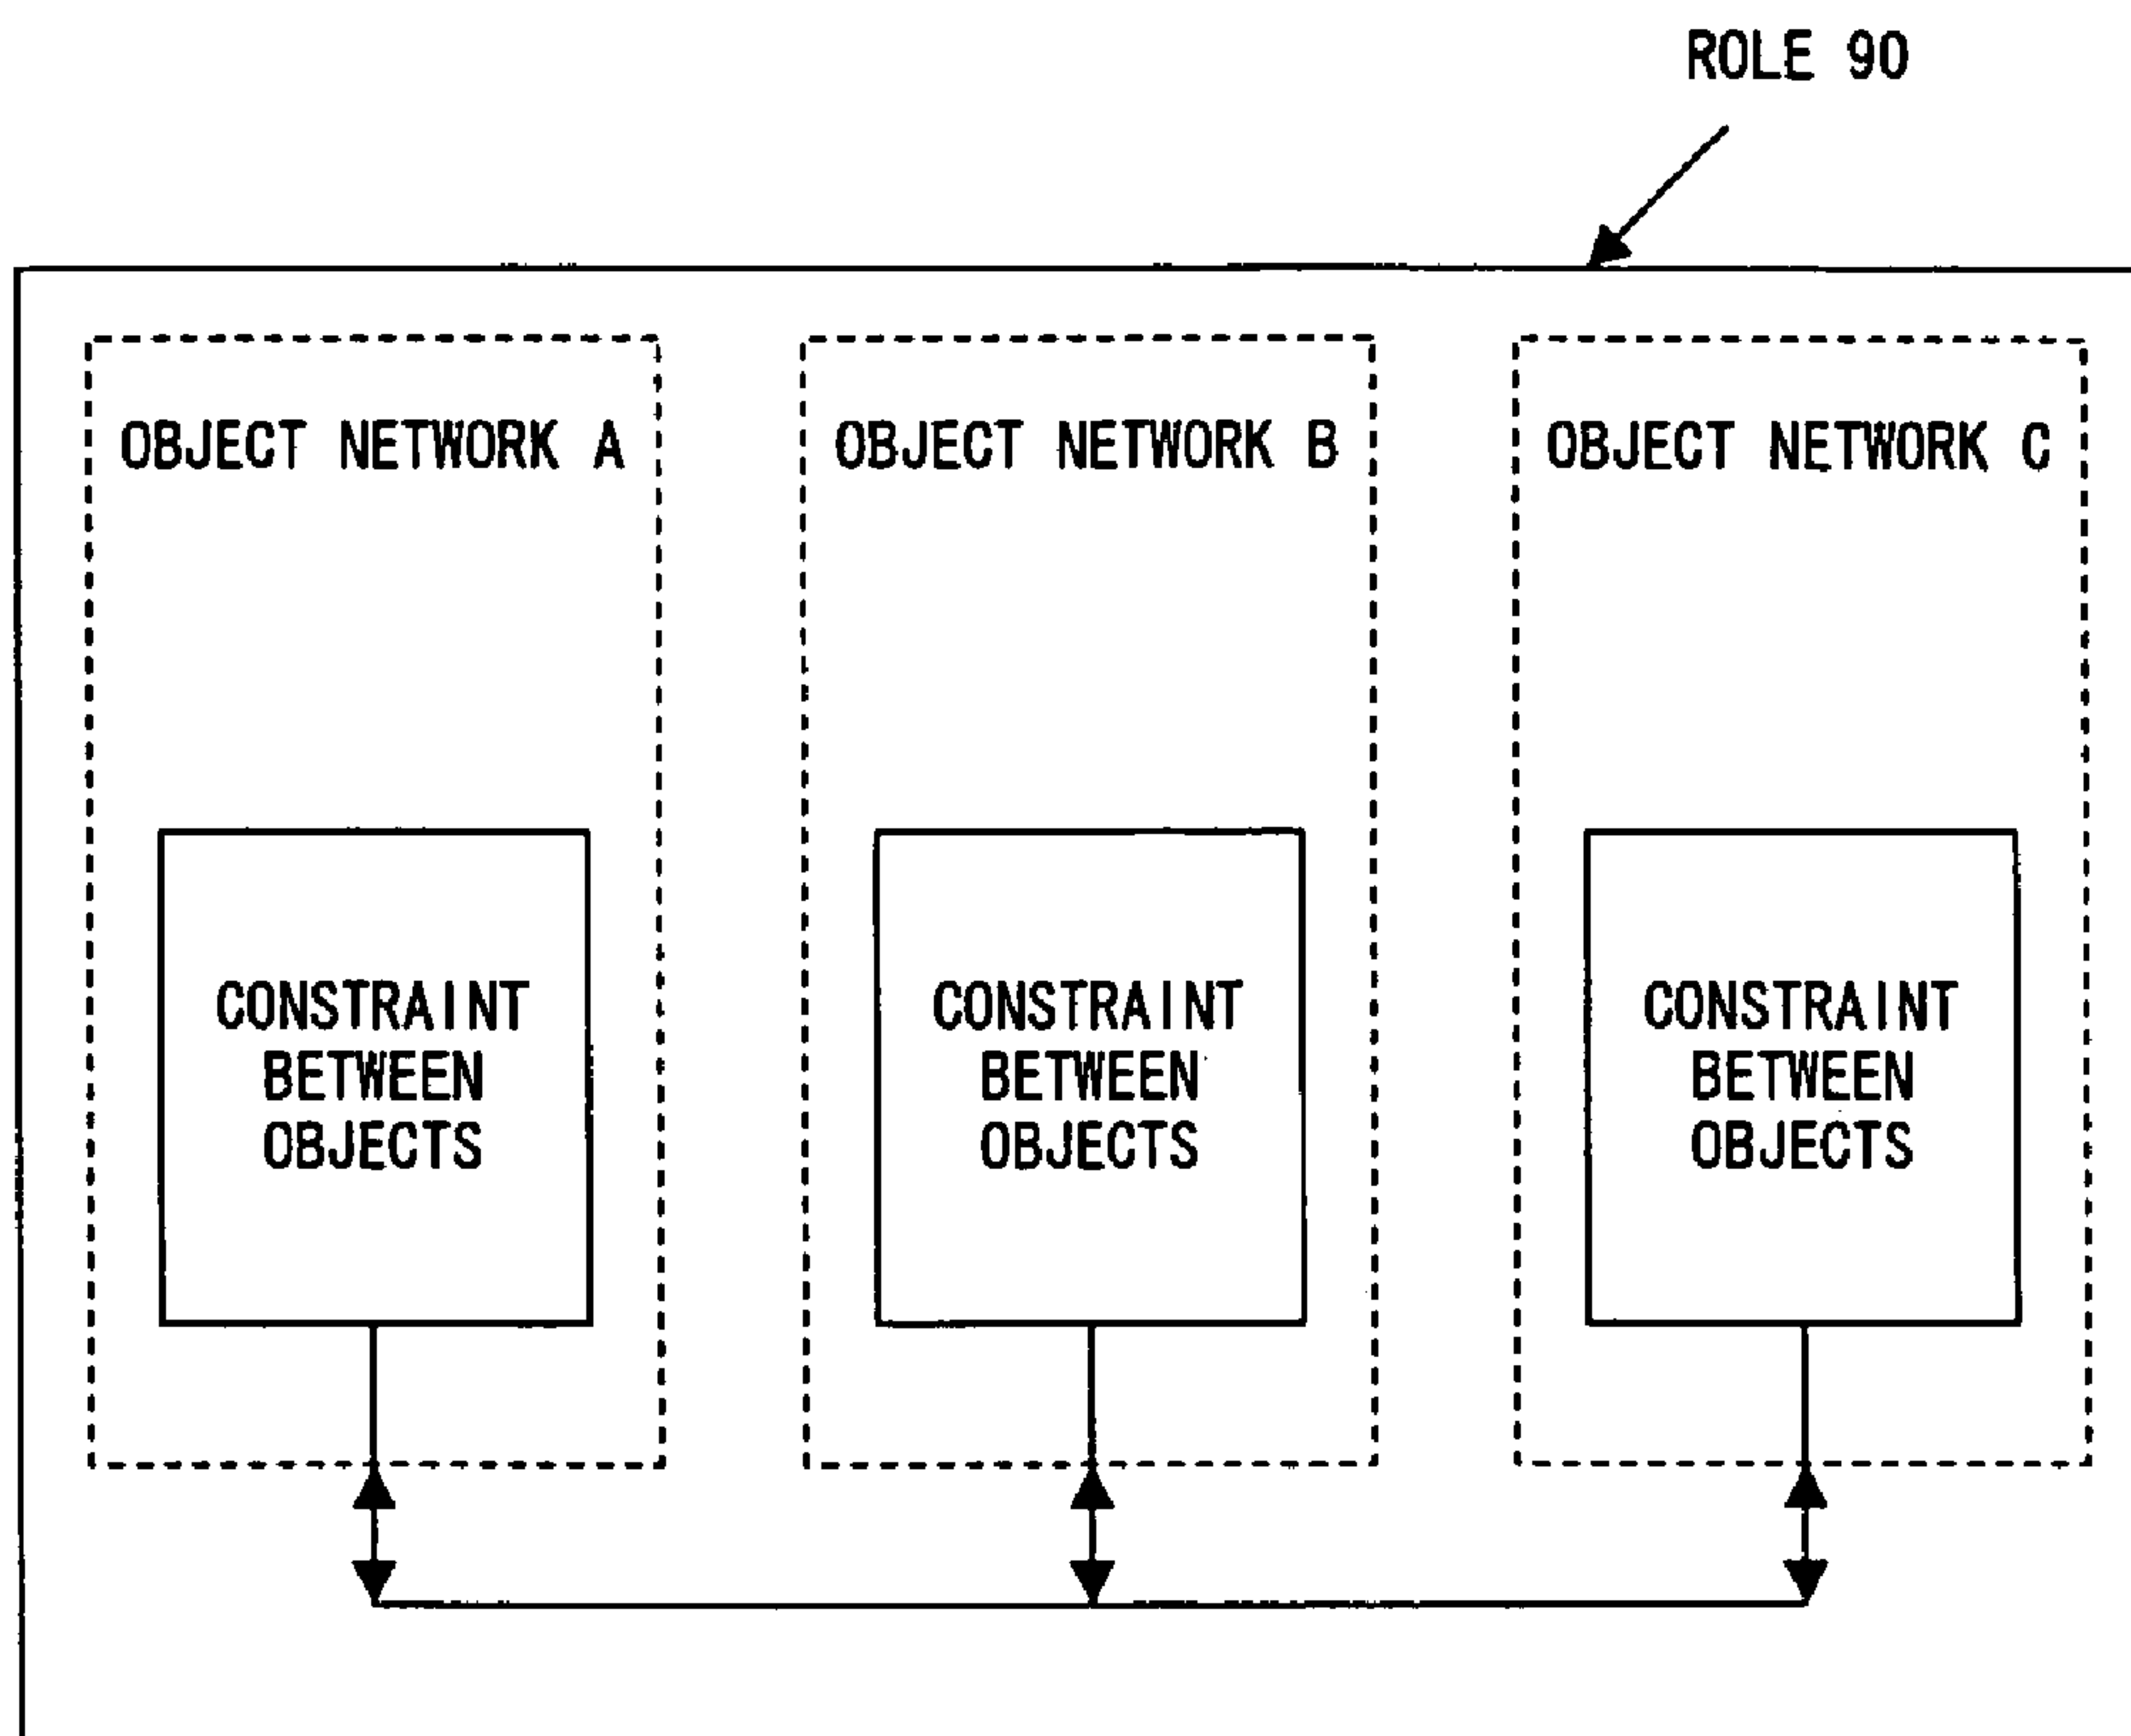 ROLE 90
OBJECT NETWORK A
OBJECT NETWORK B
OBJECT NETWORK C
CONSTRAINT
BETWEEN
OBJECTS
CONSTRAINT
BETWEEN
OBJECTS
CONSTRAINT
BETWEEN
OBJECTS